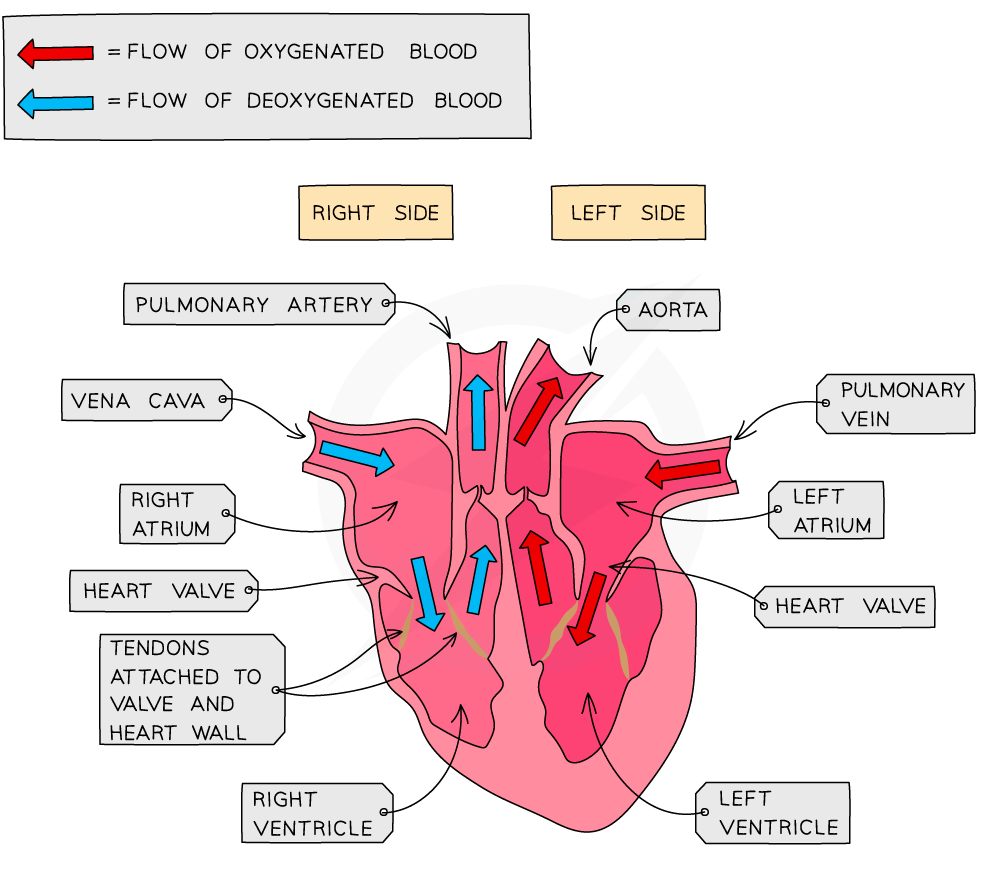 = FLOW OF OXYGENATED BLOOD
= FLOW OF DEOXYGENATED BLOOD
RIGHT SIDE
LEFT SIDE
PULMONARY ARTERY
AORTA
VENA CAVA
PULMONARY
VEIN
RIGHT
ATRIUM
LEFT
ATRIUM
HEART VALVE
HEART VALVE
TENDONS
ATTACHED TO
VALVE AND
HEART WALL
RIGHT
VENTRICLE
LEFT
VENTRICLE